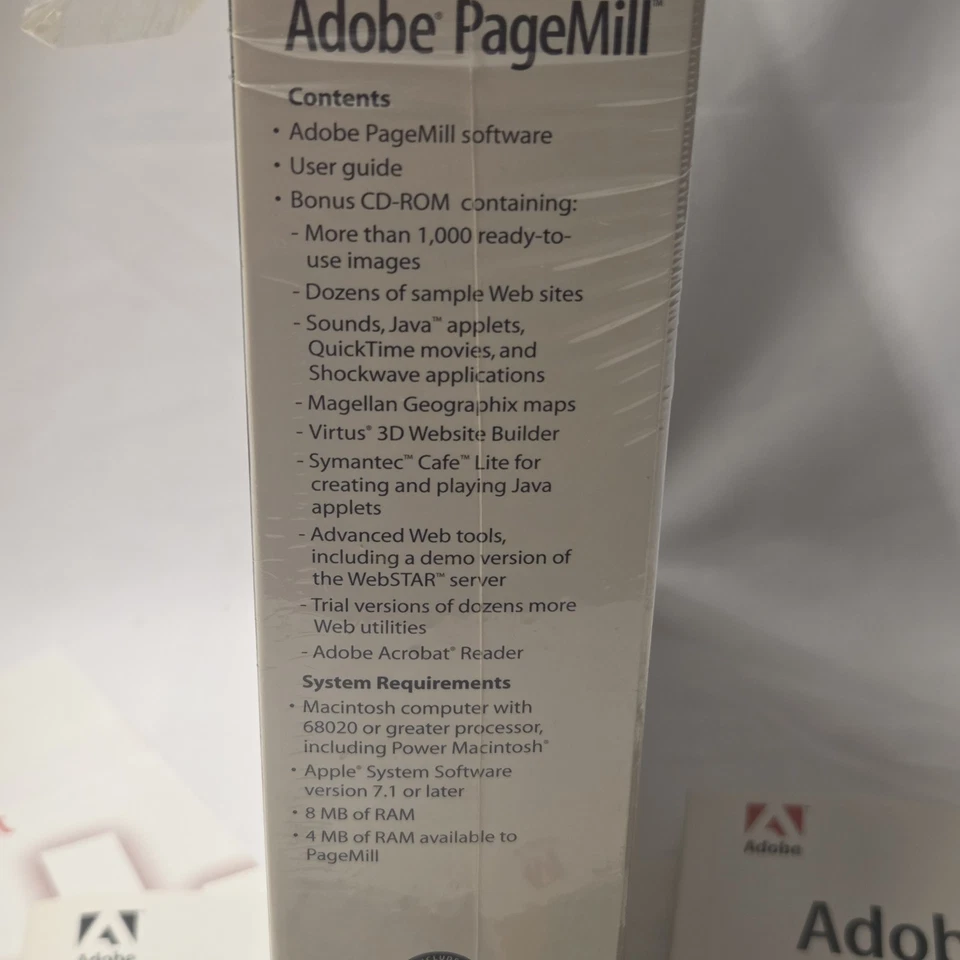 Adobe® PageMill™
Contents
• Adobe PageMill software
• User guide
• Bonus CD-ROM containing:
- More than 1,000 ready-to-
use images
- Dozens of sample Web sites
- Sounds, Java™ applets,
QuickTime movies, and
Shockwave applications
- Magellan Geographix maps
- Virtus® 3D Website Builder
- Symantec™ Cafe™ Lite for
creating and playing Java
applets
- Advanced Web tools,
including a demo version of
the WebSTAR™ server
- Trial versions of dozens more
Web utilities
- Adobe Acrobat® Reader
System Requirements
• Macintosh computer with
68020 or greater processor,
including Power Macintosh®
• Apple® System Software
version 7.1 or later
• 8 MB of RAM
• 4 MB of RAM available to
PageMill
Adobe
Adobe
Adob